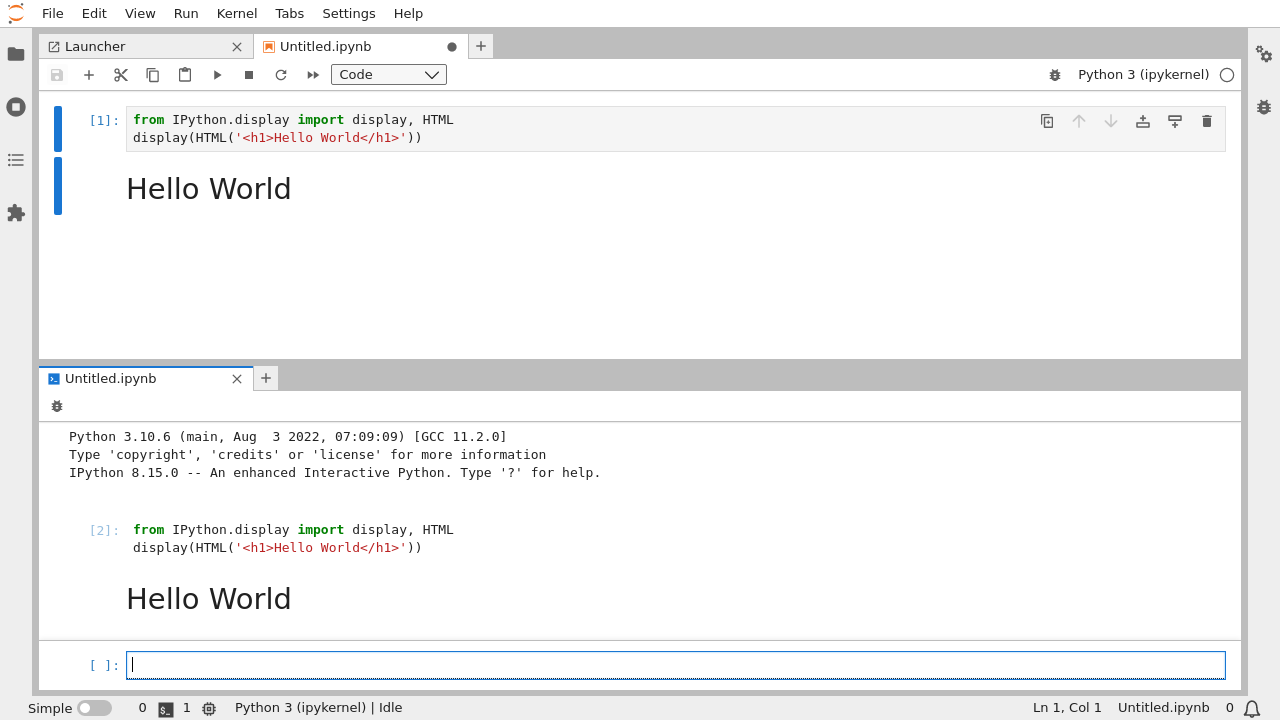 File Edit View Run Kernel Tabs Settings Help
Launcher Untitled.ipynb
Code Python 3 (ipykernel)
[1]: from IPython.display import display, HTML
display(HTML('<h1>Hello World</h1>'))
Hello World
Untitled.ipynb
Python 3.10.6 (main, Aug  3 2022, 07:09:09) [GCC 11.2.0]
Type 'copyright', 'credits' or 'license' for more information
IPython 8.15.0 -- An enhanced Interactive Python. Type '?' for help.
[2]: from IPython.display import display, HTML
display(HTML('<h1>Hello World</h1>'))
Hello World
[ ]:
Simple 0 $_ 1 Python 3 (ipykernel) | Idle Ln 1, Col 1 Untitled.ipynb 0